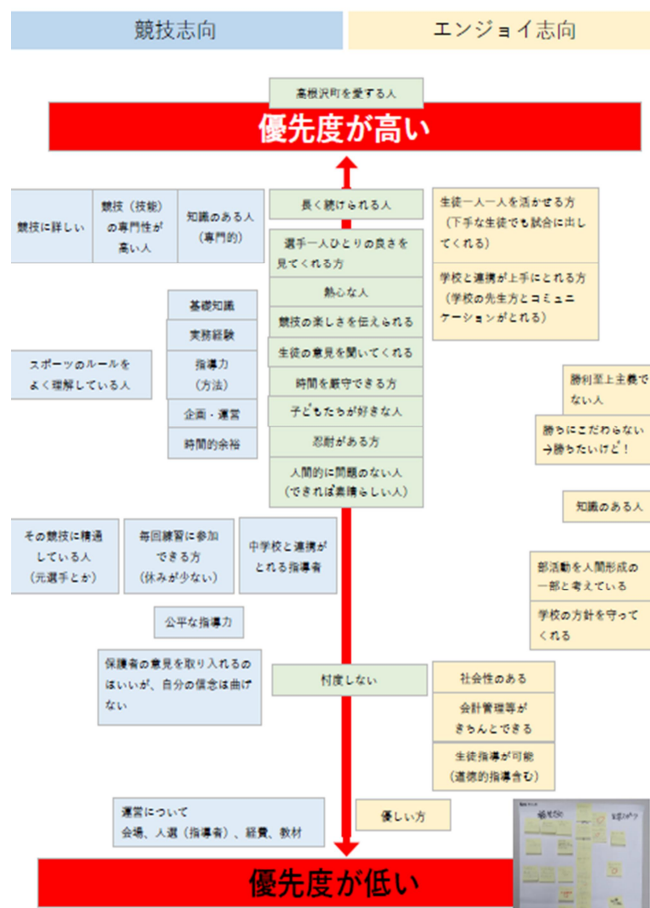 競技志向
エンジョイ志向
高根沢町を愛する人
優先度が高い
競技に詳しい
競技（技能）
の専門性が
高い人
知識のある人
（専門的）
長く続けられる人
生徒一人一人を活かせる方
（下手な生徒でも試合に出し
てくれる）
選手一人ひとりの良さを
見てくれる方
学校と連携が上手にとれる方
（学校の先生方とコミュニ
ケーションがとれる）
熱心な人
競技の楽しさを伝えられる
生徒の意見を聞いてくれる
時間を厳守できる方
子どもたちが好きな人
忍耐がある方
人間的に問題のない人
（できれば素晴らしい人）
基礎知識
実務経験
指導力
（方法）
企画・運営
時間的余裕
スポーツのルールを
よく理解している人
勝利至上主義で
ない人
勝ちにこだわらない
→勝ちたいけど！
知識のある人
その競技に精通
している人
（元選手とか）
毎回練習に参加
できる方
（休みが少ない）
中学校と連携が
とれる指導者
部活動を人間形成の
一部と考えている
学校の方針を守って
くれる
公平な指導力
保護者の意見を取り入れるの
はいいが、自分の信念は曲げ
ない
忖度しない
社会性のある
会計管理等が
きちんとできる
生徒指導が可能
（道徳的指導含む）
運営について
会場、人選（指導者）、経費、教材
優しい方
優先度が低い